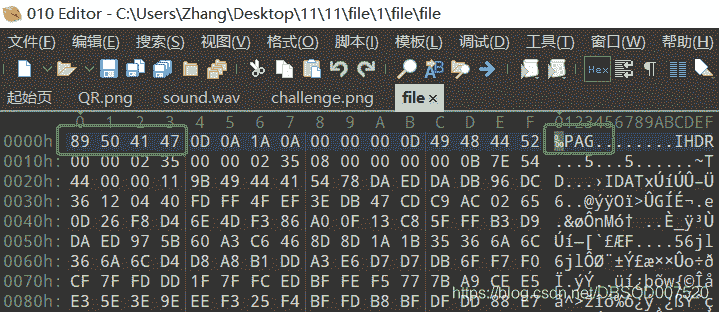 010 Editor - C:\Users\Zhang\Desktop\11\11\file\1\file\file
文件(F) 编辑(E) 搜索(S) 视图(V) 格式(O) 脚本(I) 模板(L) 调试(D) 工具(T) 窗口(W) 帮助(H)
Hex
起始页 QR.png sound.wav challenge.png file ×
0 1 2 3 4 5 6 7 8 9 A B C D E F 0123456789ABCDEF
0000h: 89 50 41 47 0D 0A 1A 0A 00 00 00 0D 49 48 44 52 ‰PAG........IHDR
0010h: 00 00 02 35 00 00 02 35 08 00 00 00 00 0B 7E 54 ...5...5......~T
0020h: 44 00 00 11 9B 49 44 41 54 78 DA ED DA DB 96 DC D...›IDATxÚíÚÛ–Ü
0030h: 36 12 04 40 FD FF 4F EF E3 DB 47 CD C9 AC 02 65 6..@ýÿOïãÛGÍÉ¬.e
0040h: 0D 26 F8 D4 6E 4D F3 86 A0 0F 13 C8 5F FF B3 D9 .&øÔnMó† ..È_ÿ³Ù
0050h: DA ED 97 5B 60 A3 C6 46 8D 8D 1A 1B 35 36 6A 6C Úí—[`£ÆF....56jl
0060h: 36 6A 6C D4 D8 A8 B1 DD A3 E6 D7 D7 DB 6F F7 F0 6jlÔØ¨±Ý£æ××Ûo÷ð
0070h: CF 7F FD DD 1F 7F FC ED BF FE F5 77 7B A9 CE E5
0080h: E3 5E 3E 9E EE F3 25 F4 BF FD B8 BF DF DD 88 E7
https://blog.csdn.net/DBSOD007520